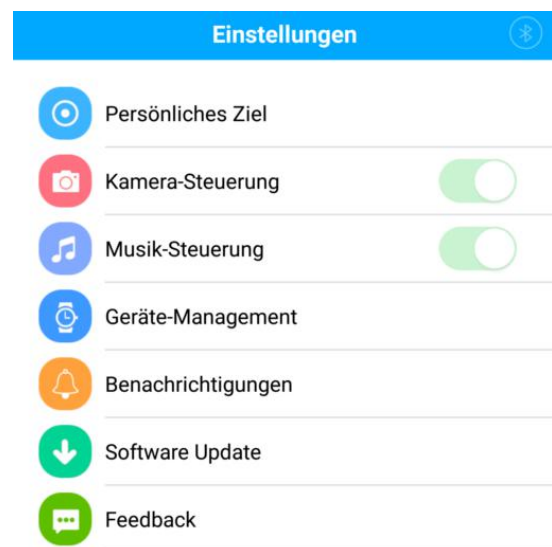 Einstellungen
Persönliches Ziel
Kamera-Steuerung
Musik-Steuerung
Geräte-Management
Benachrichtigungen
Software Update
Feedback